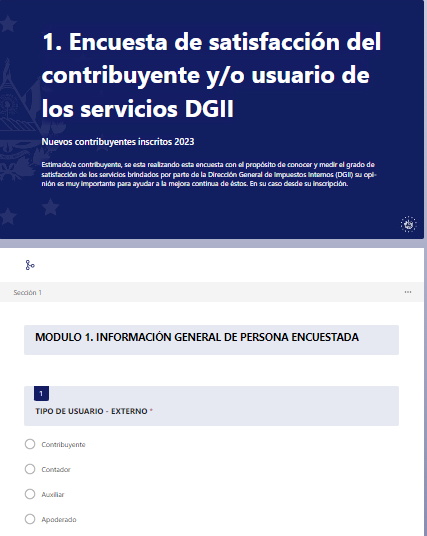 1. Encuesta de satisfacción del
contribuyente y/o usuario de
los servicios DGII
Nuevos contribuyentes inscritos 2023
Estimado/a contribuyente, se esta realizando esta encuesta con el propósito de conocer y medir el grado de
satisfacción de los servicios brindados por parte de la Dirección General de Impuestos Internos (DGII) su opi-
nión es muy importante para ayudar a la mejora continua de éstos. En su caso desde su inscripción.
Sección 1
...
MODULO 1. INFORMACIÓN GENERAL DE PERSONA ENCUESTADA
1
TIPO DE USUARIO - EXTERNO *
Contribuyente
Contador
Auxiliar
Apoderado